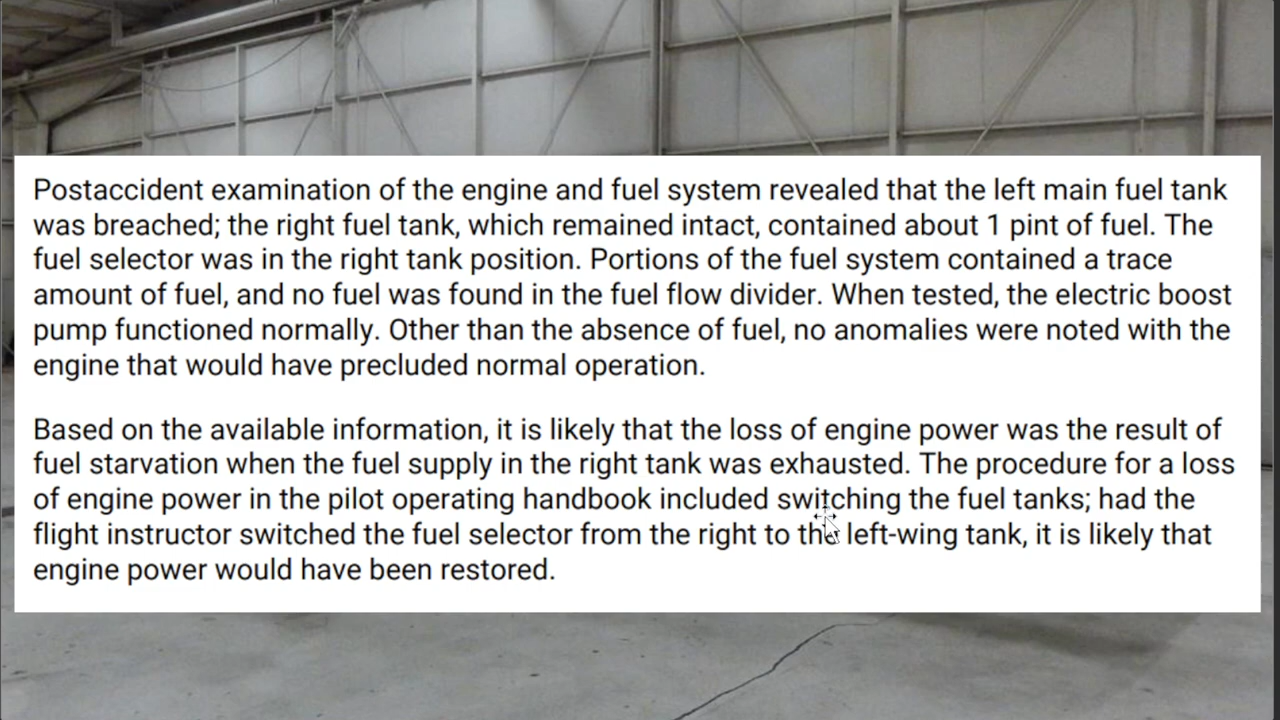 Postaccident examination of the engine and fuel system revealed that the left main fuel tank
was breached; the right fuel tank, which remained intact, contained about 1 pint of fuel. The
fuel selector was in the right tank position. Portions of the fuel system contained a trace
amount of fuel, and no fuel was found in the fuel flow divider. When tested, the electric boost
pump functioned normally. Other than the absence of fuel, no anomalies were noted with the
engine that would have precluded normal operation.
Based on the available information, it is likely that the loss of engine power was the result of
fuel starvation when the fuel supply in the right tank was exhausted. The procedure for a loss
of engine power in the pilot operating handbook included switching the fuel tanks; had the
flight instructor switched the fuel selector from the right to the left-wing tank, it is likely that
engine power would have been restored.